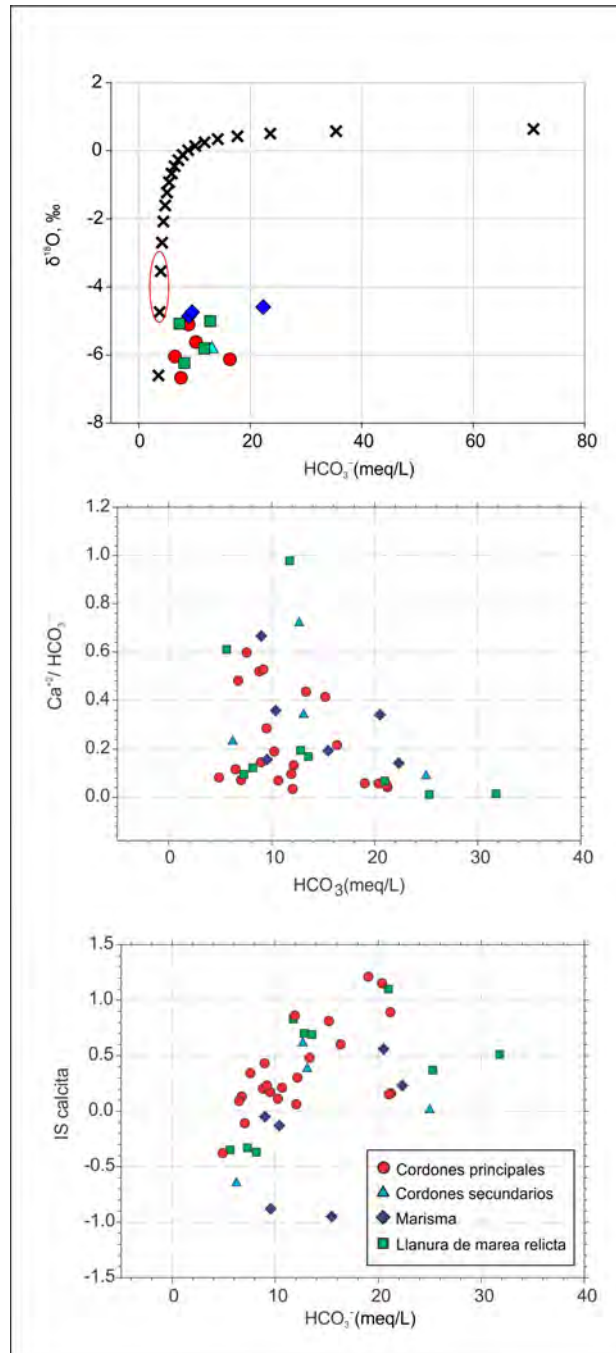 2
0
-2
-4
-6
-8
δ¹⁸O, ‰
0 20 40 60 80
HCO₃⁻(meq/L)
1.2
1.0
0.8
0.6
0.4
0.2
0.0
Ca⁺²/ HCO₃⁻
0 10 20 30 40
HCO3(meq/L)
1.5
1.0
0.5
0.0
-0.5
-1.0
-1.5
IS calcita
Cordones principales
Cordones secundarios
Marisma
Llanura de marea relicta
0 10 20 30 40
HCO₃⁻(meq/L)